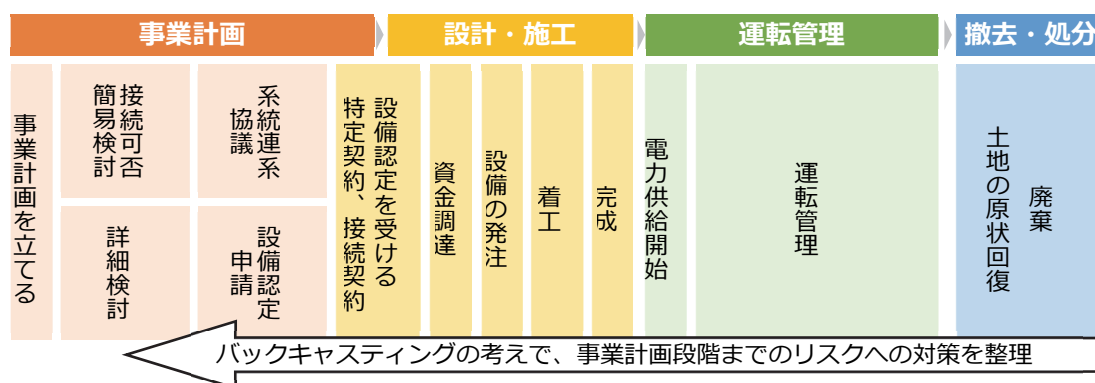 事業計画
設計・施工
運転管理
撤去・処分
事業計画を立てる
接続可否
簡易検討
詳細検討
系統連系
協議
設備認定
申請
設備認定を受ける
特定契約、接続契約
資金調達
設備の発注
着工
完成
電力供給開始
運転管理
廃棄
土地の原状回復
バックキャスティングの考えで、事業計画段階までのリスクへの対策を整理